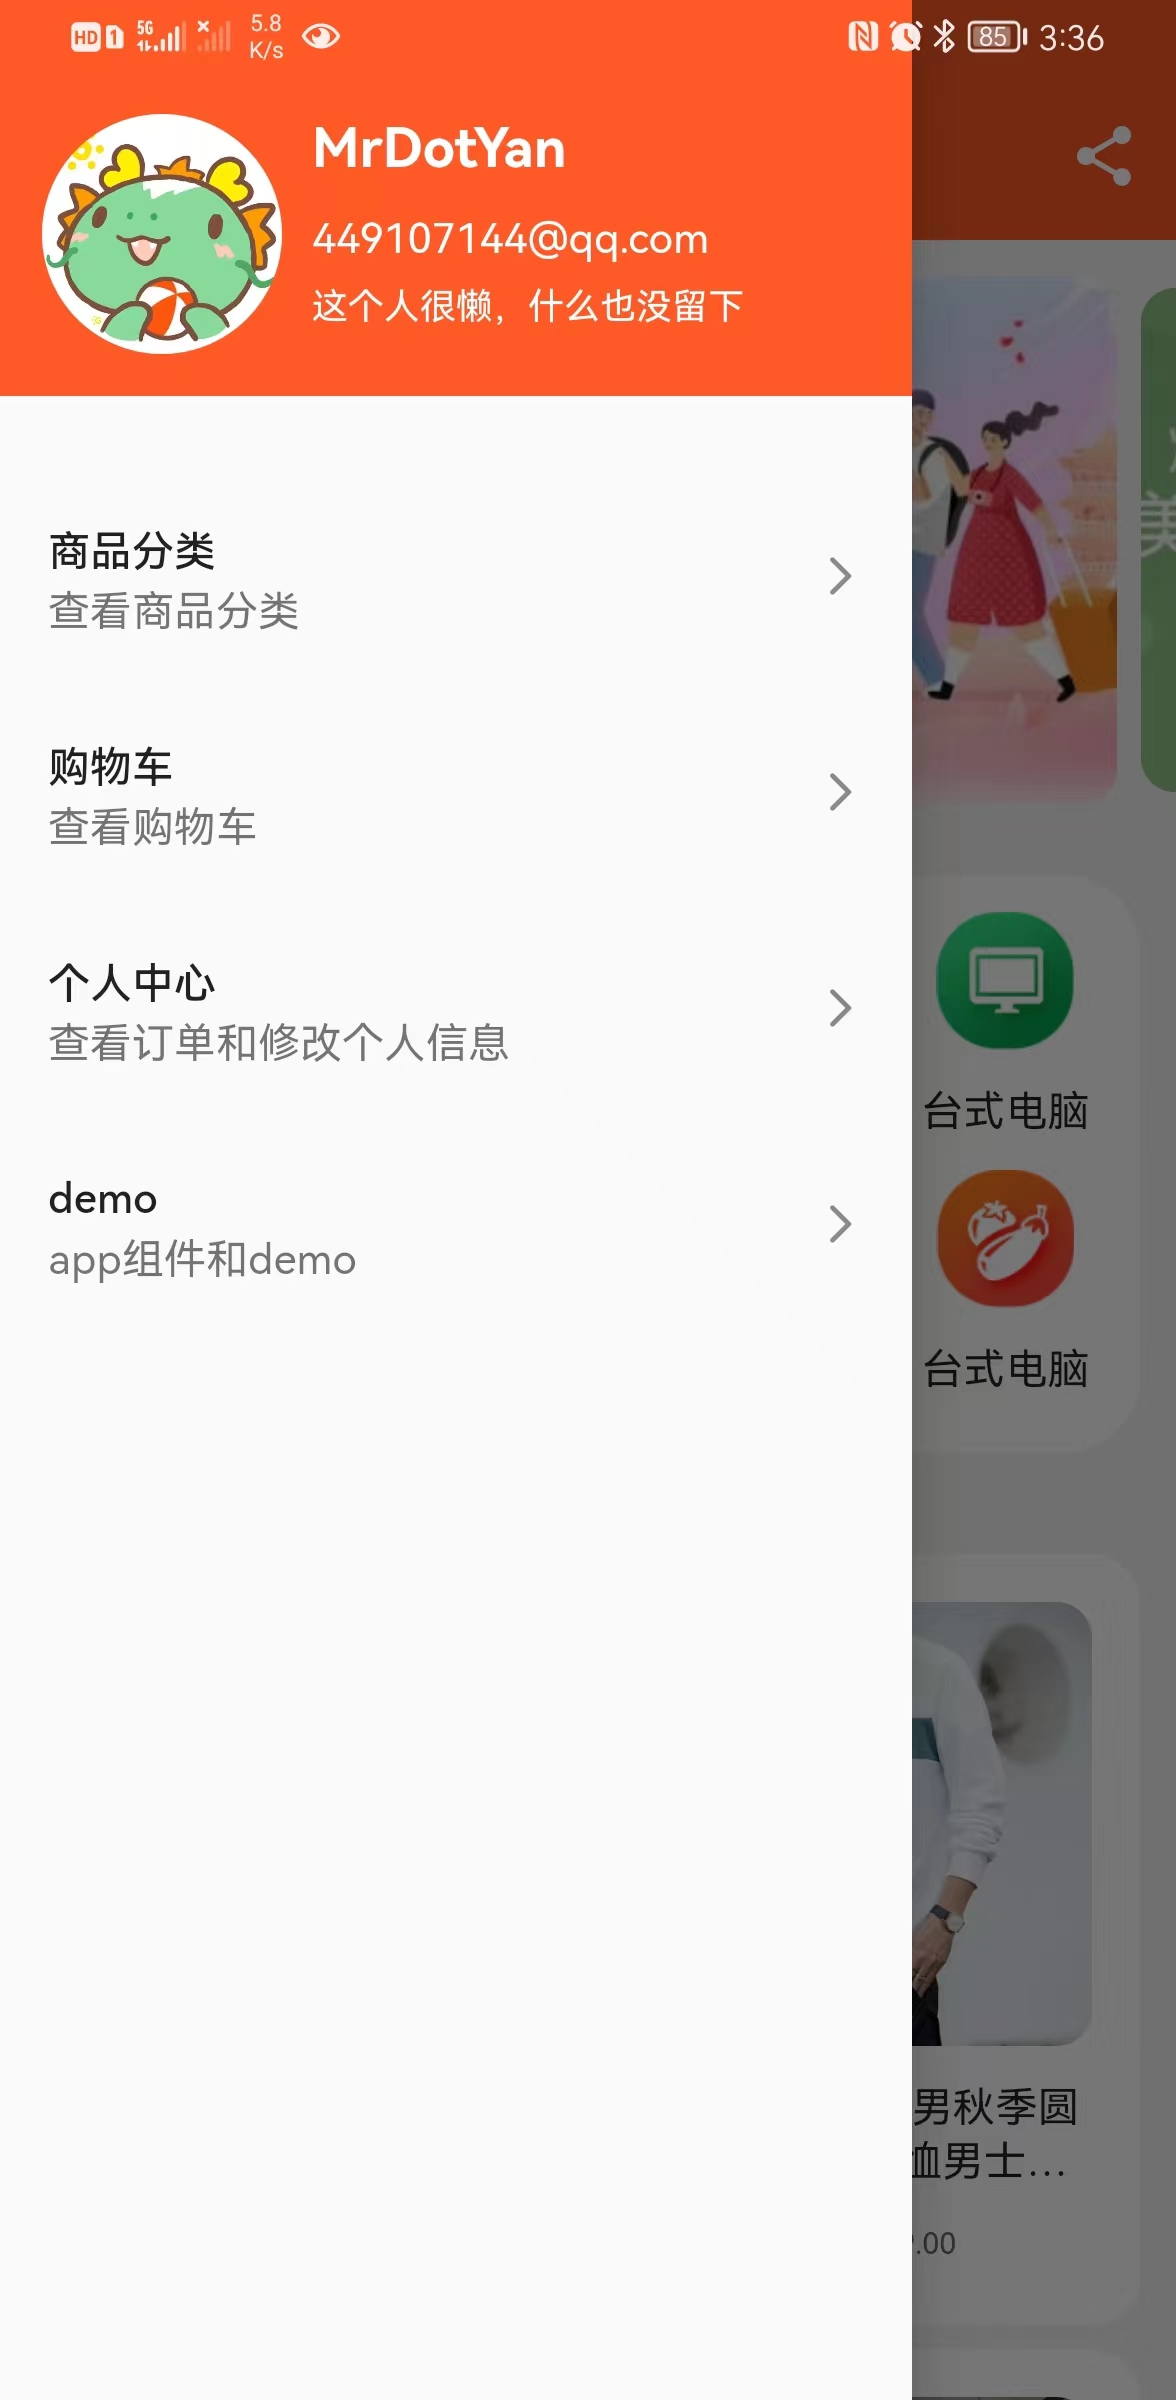 HD 1 5G 5.8 K/s 85 3:36
MrDotYan
449107144@qq.com
这个人很懒，什么也没留下
美
商品分类
查看商品分类
购物车
查看购物车
个人中心
查看订单和修改个人信息
台式电脑
demo
app组件和demo
台式电脑
男秋季圆
恤男士...
.00